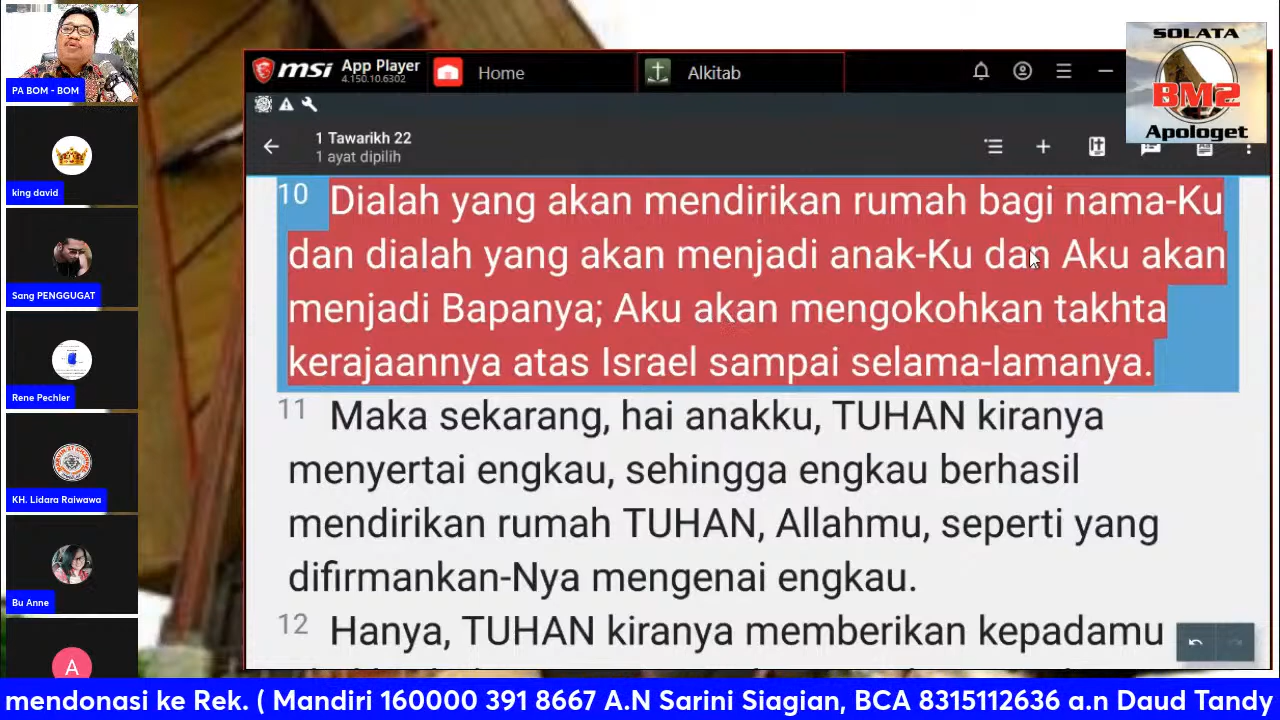 PA BOM - BOM
king david
Sang PENGGUGAT
Rene Pechler
KH. Lidara Raiwawa
Bu Anne
A
msi App Player
4.150.10.6302
Home
Alkitab
SOLATA
BM2
Apologet
1 Tawarikh 22
1 ayat dipilih
10 Dialah yang akan mendirikan rumah bagi nama-Ku
dan dialah yang akan menjadi anak-Ku dan Aku akan
menjadi Bapanya; Aku akan mengokohkan takhta
kerajaannya atas Israel sampai selama-lamanya.
11 Maka sekarang, hai anakku, TUHAN kiranya
menyertai engkau, sehingga engkau berhasil
mendirikan rumah TUHAN, Allahmu, seperti yang
difirmankan-Nya mengenai engkau.
12 Hanya, TUHAN kiranya memberikan kepadamu
mendonasi ke Rek. ( Mandiri 160000 391 8667 A.N Sarini Siagian, BCA 8315112636 a.n Daud Tandy